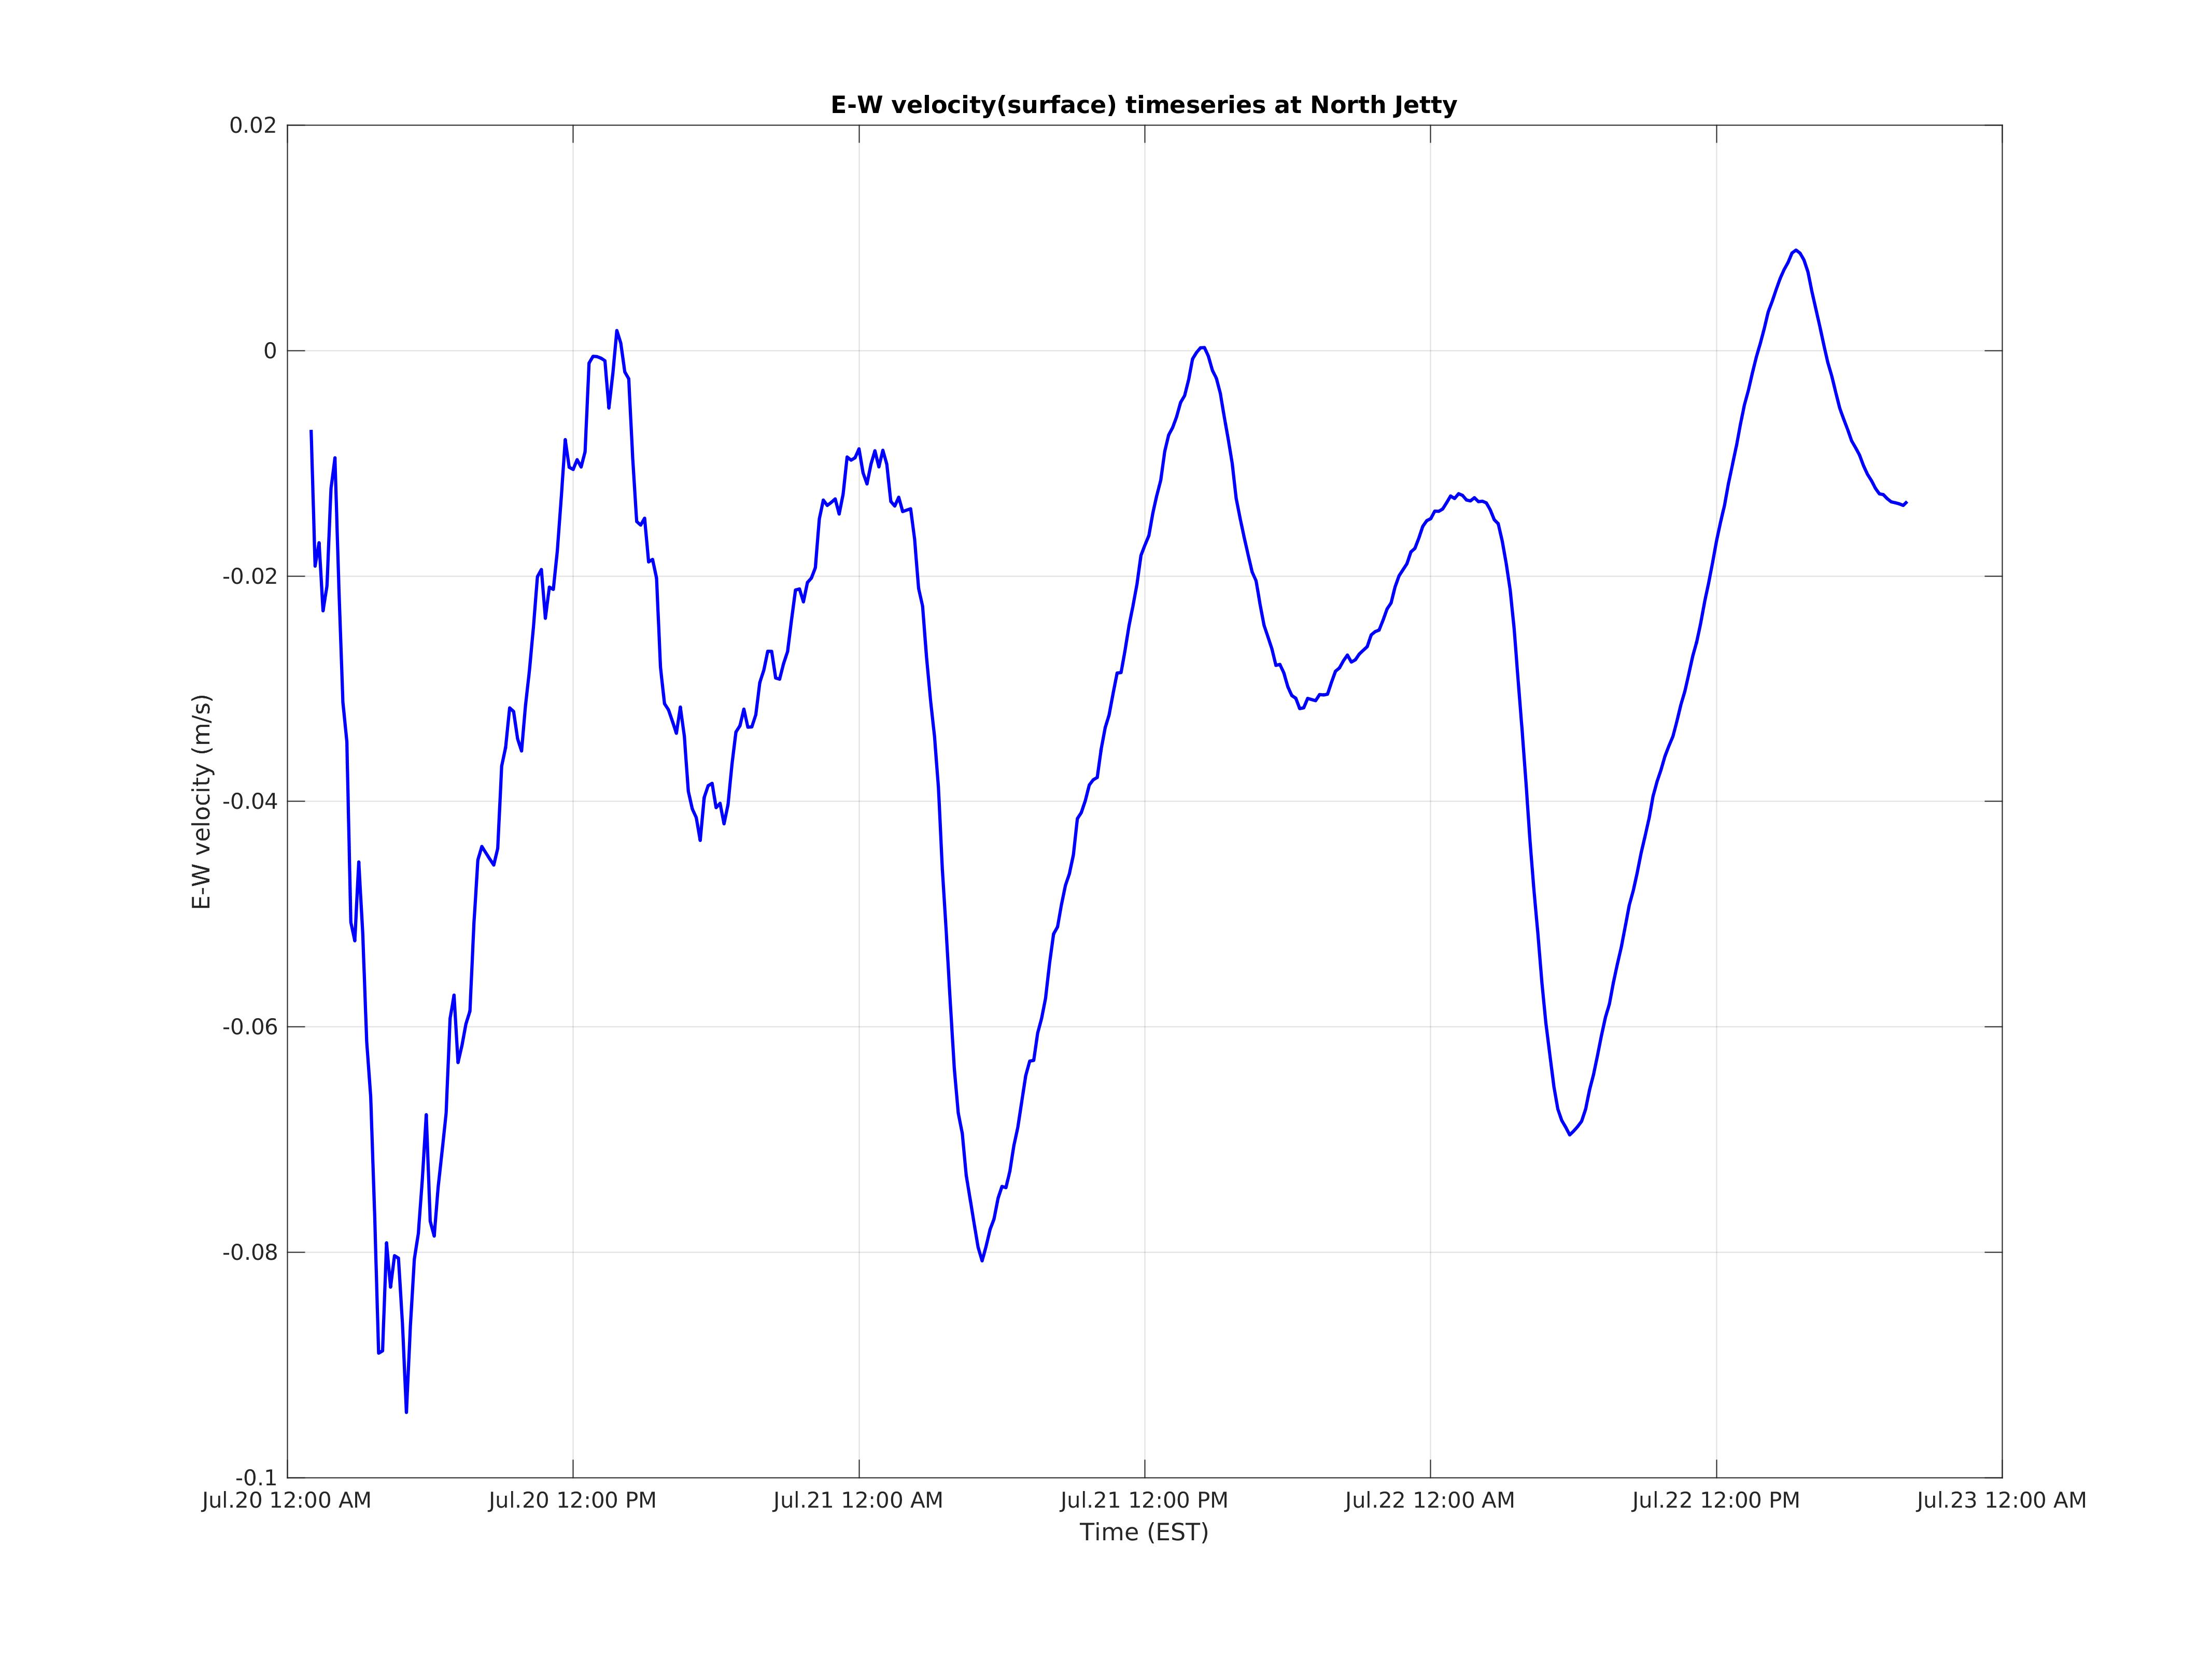 E-W velocity(surface) timeseries at North Jetty
0.02
0
-0.02
-0.04
-0.06
-0.08
-0.1
E-W velocity (m/s)
Jul.20 12:00 AM
Jul.20 12:00 PM
Jul.21 12:00 AM
Jul.21 12:00 PM
Jul.22 12:00 AM
Jul.22 12:00 PM
Jul.23 12:00 AM
Time (EST)